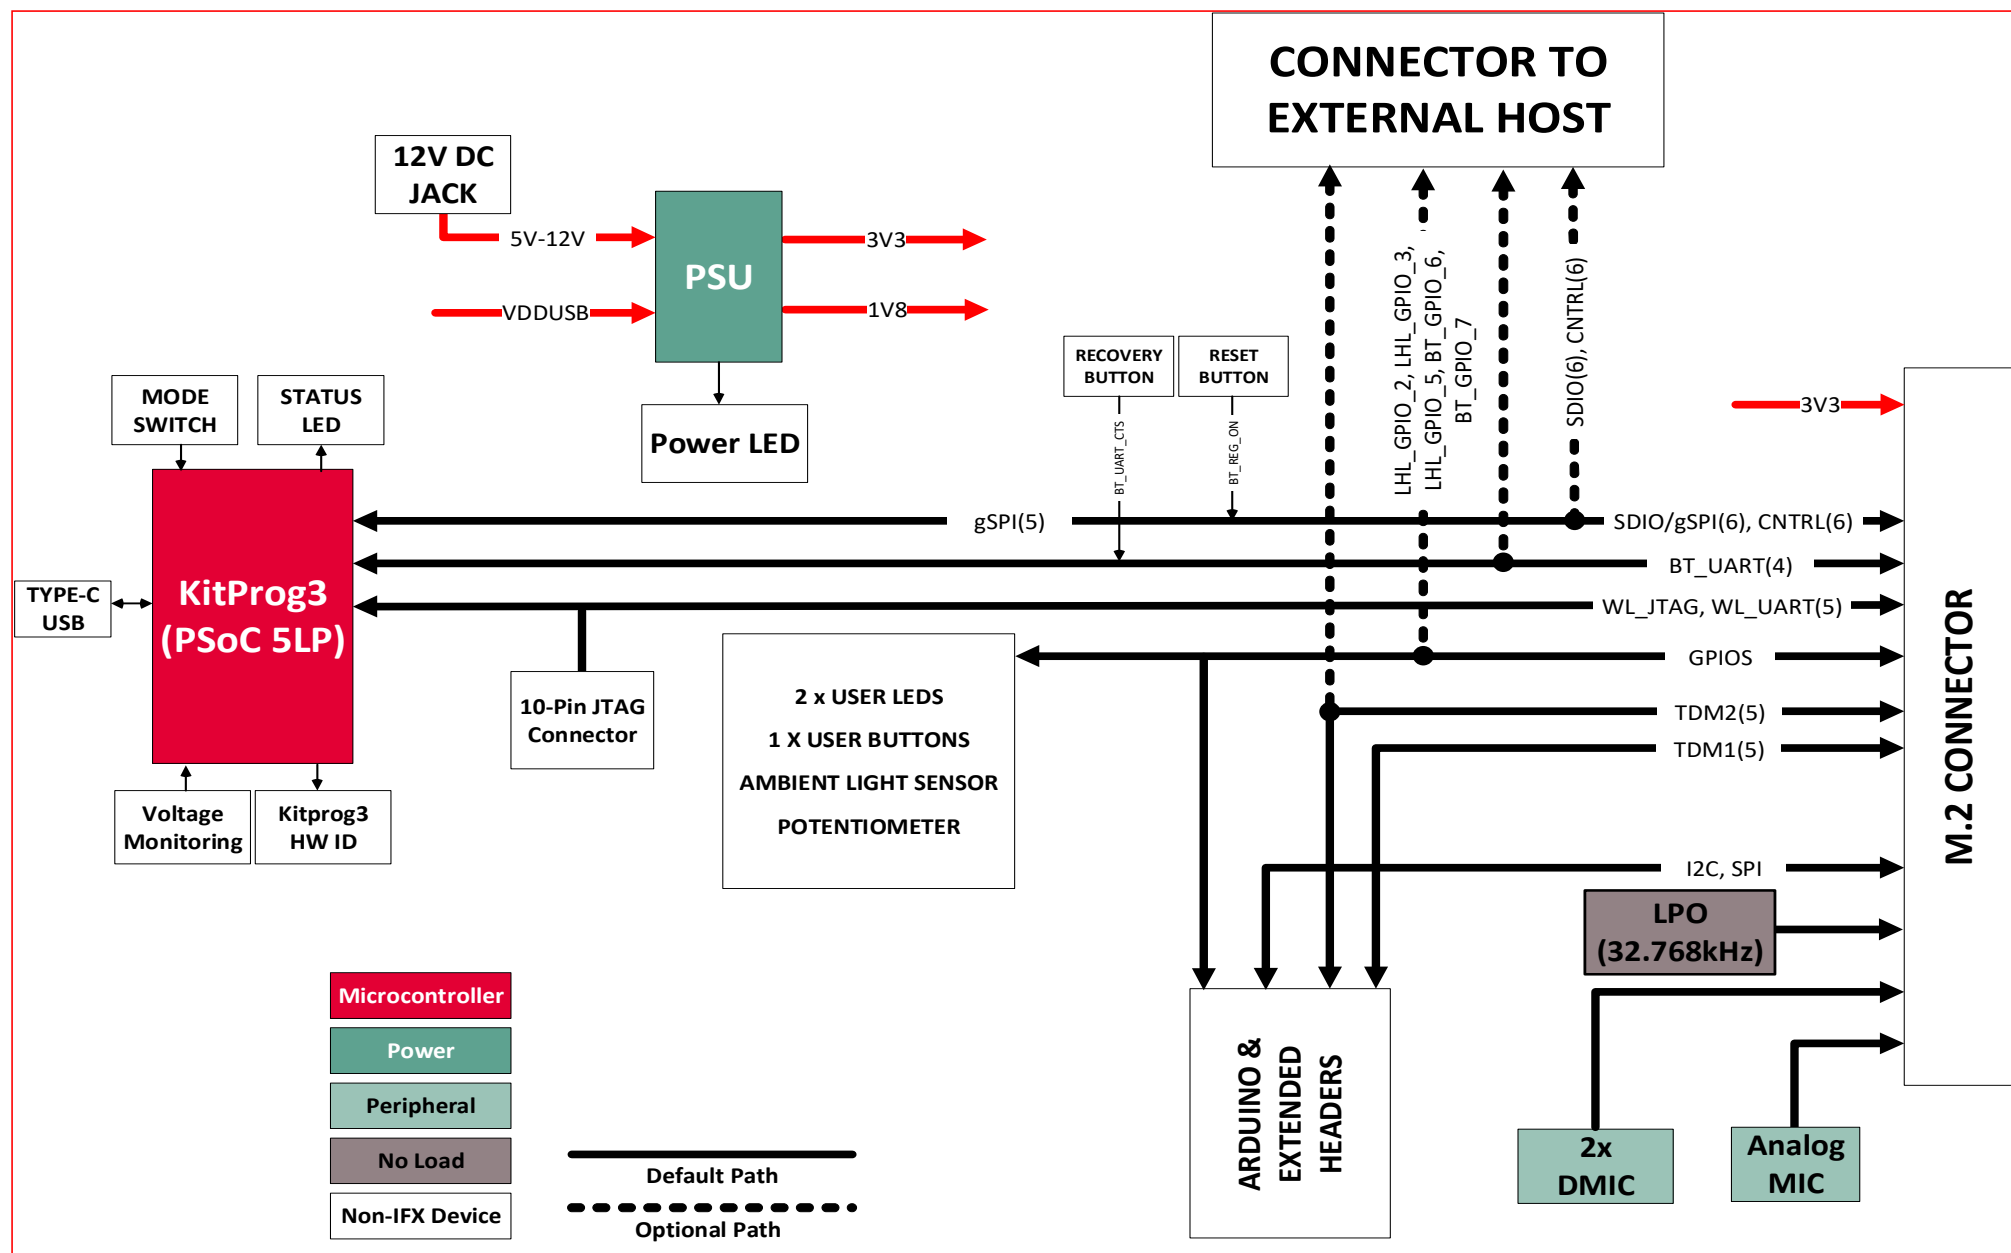 CONNECTOR TO
EXTERNAL HOST
12V DC
JACK
5V-12V
VDDUSB
PSU
3V3
1V8
Power LED
RECOVERY
BUTTON
RESET
BUTTON
BT_UART_CTS
BT_REG_ON
LHL_GPIO_2, LHL_GPIO_3,
LHL_GPIO_5, BT_GPIO_6,
BT_GPIO_7
SDIO(6), CNTRL(6)
3V3
MODE
SWITCH
STATUS
LED
TYPE-C
USB
KitProg3
(PSoC 5LP)
Voltage
Monitoring
Kitprog3
HW ID
gSPI(5)
SDIO/gSPI(6), CNTRL(6)
BT_UART(4)
WL_JTAG, WL_UART(5)
GPIOS
TDM2(5)
TDM1(5)
I2C, SPI
10-Pin JTAG
Connector
2 x USER LEDS
1 X USER BUTTONS
AMBIENT LIGHT SENSOR
POTENTIOMETER
M.2 CONNECTOR
LPO
(32.768kHz)
ARDUINO &
EXTENDED
HEADERS
2x
DMIC
Analog
MIC
Microcontroller
Power
Peripheral
No Load
Non-IFX Device
Default Path
Optional Path